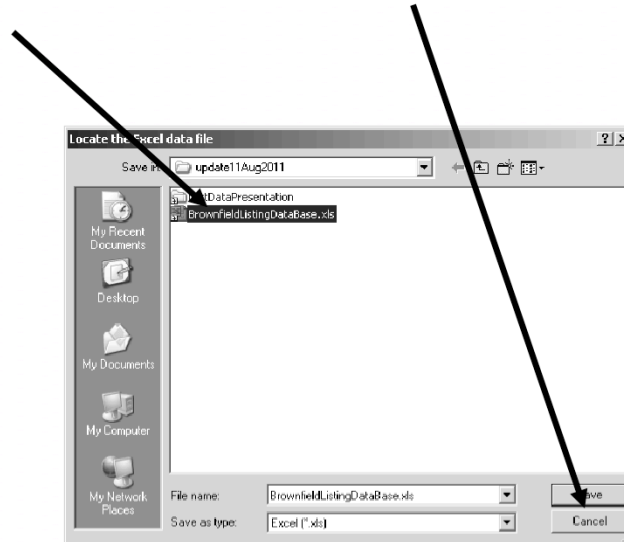 Locate the Excel data file
Save in:
update11Aug2011
BrownfieldListingDataBase.xls
My Recent
Documents
Desktop
My Documents
My Computer
My Network
Places
File name:
BrownfieldListingDataBase.xls
Save as type:
Excel (*.xls)
Cancel